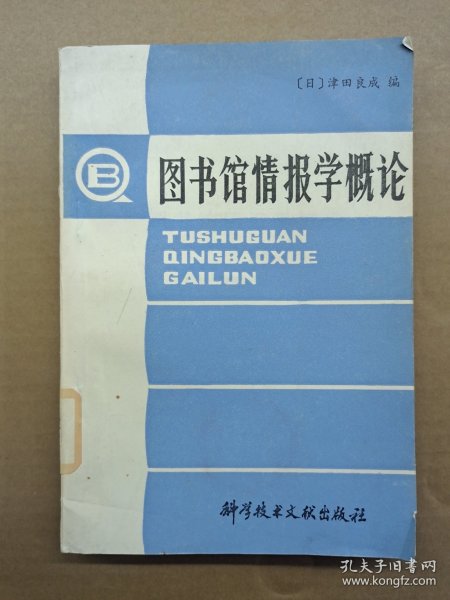 〔日〕津田良成 编
B
图书馆情报学概论
TUSHUGUAN
QINGBAOXUE
GAILUN
科学技术文献出版社
孔夫子旧书网
www.kongfz.com